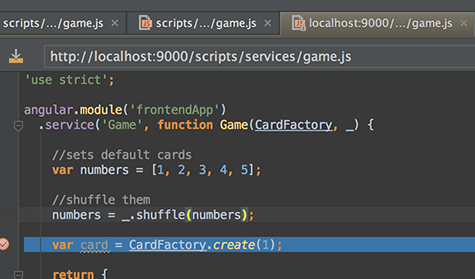 scripts/.../game.js × scripts/.../game.js × localhost:9000/.../game.js ×
http://localhost:9000/scripts/services/game.js
'use strict';
angular.module('frontendApp')
.service('Game', function Game(CardFactory, _) {
//sets default cards
var numbers = [1, 2, 3, 4, 5];
//shuffle them
numbers = _.shuffle(numbers);
var card = CardFactory.create(1);
return {